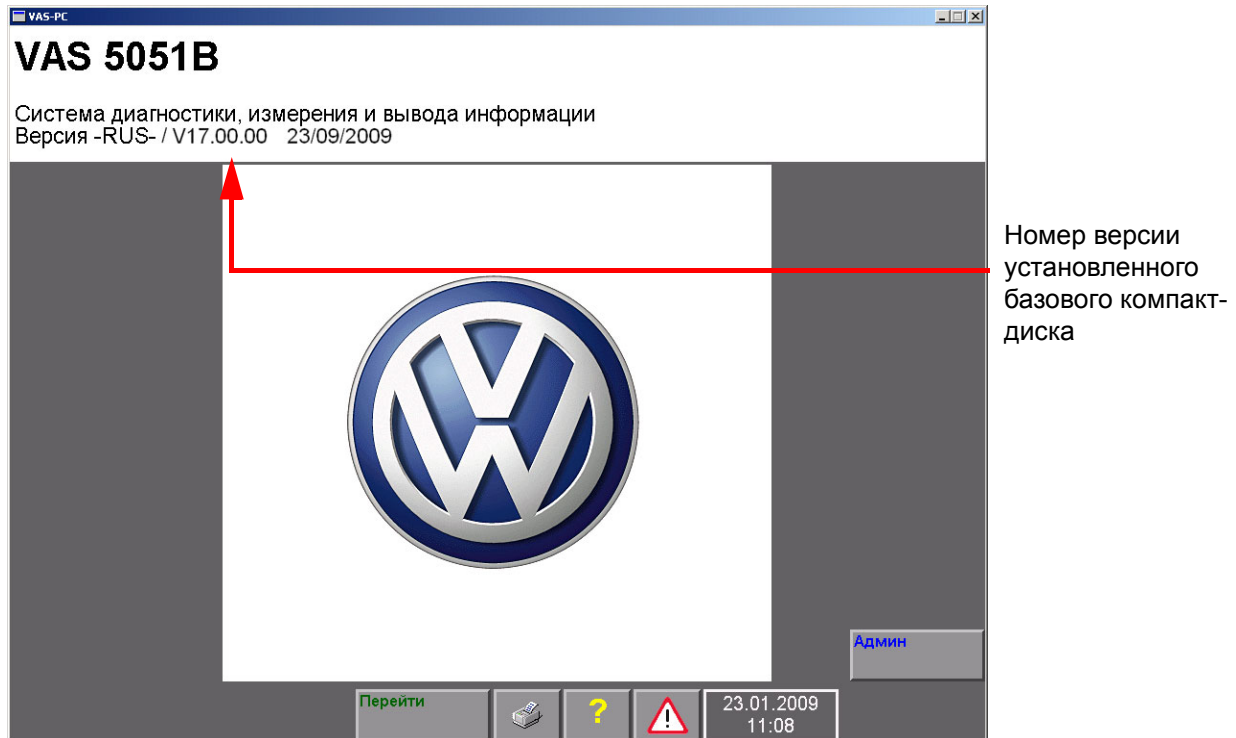 VAS-PC
VAS 5051B
Система диагностики, измерения и вывода информации
Версия -RUS- / V17.00.00 23/09/2009
Номер версии
установленного
базового компакт-
диска
Админ
Перейти
?
23.01.2009
11:08